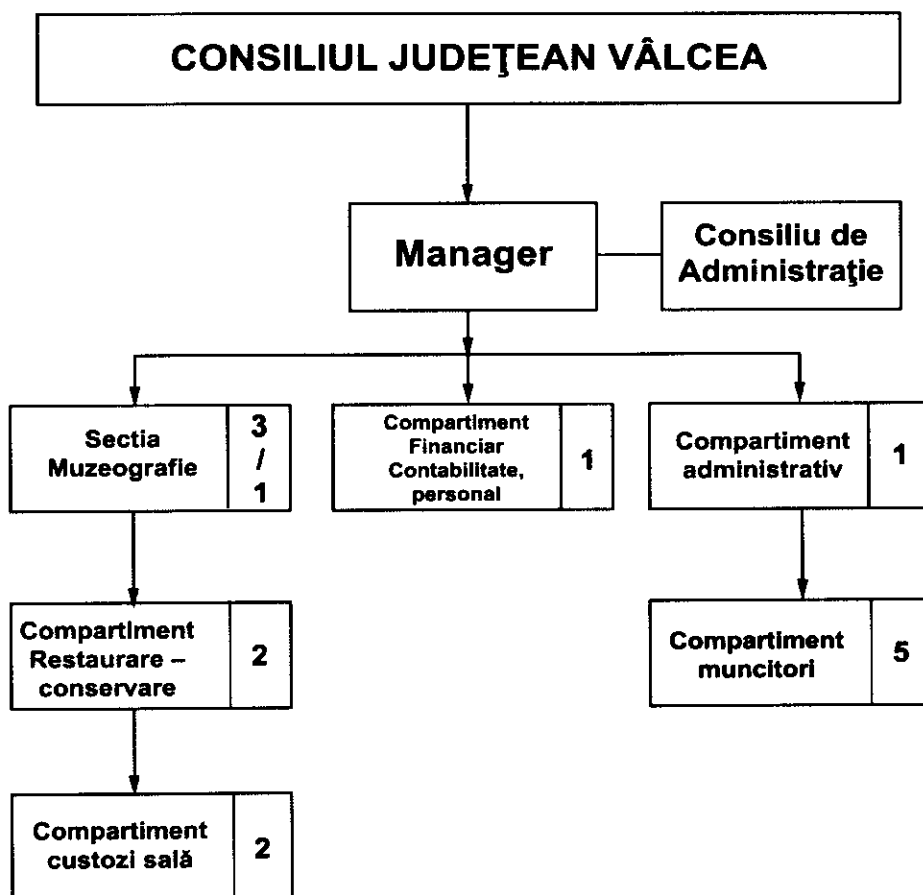 CONSILIUL JUDEŢEAN VÂLCEA
Manager
Consiliu de
Administraţie
Sectia
Muzeografie
3
/
1
Compartiment
Financiar
Contabilitate,
personal
1
Compartiment
administrativ
1
Compartiment
Restaurare –
conservare
2
Compartiment
muncitori
5
Compartiment
custozi sală
2